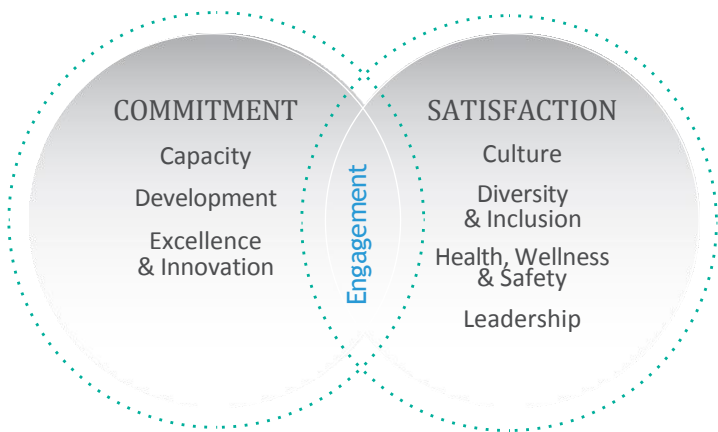 COMMITMENT
Capacity
Development
Excellence
& Innovation
Engagement
SATISFACTION
Culture
Diversity
& Inclusion
Health, Wellness
& Safety
Leadership